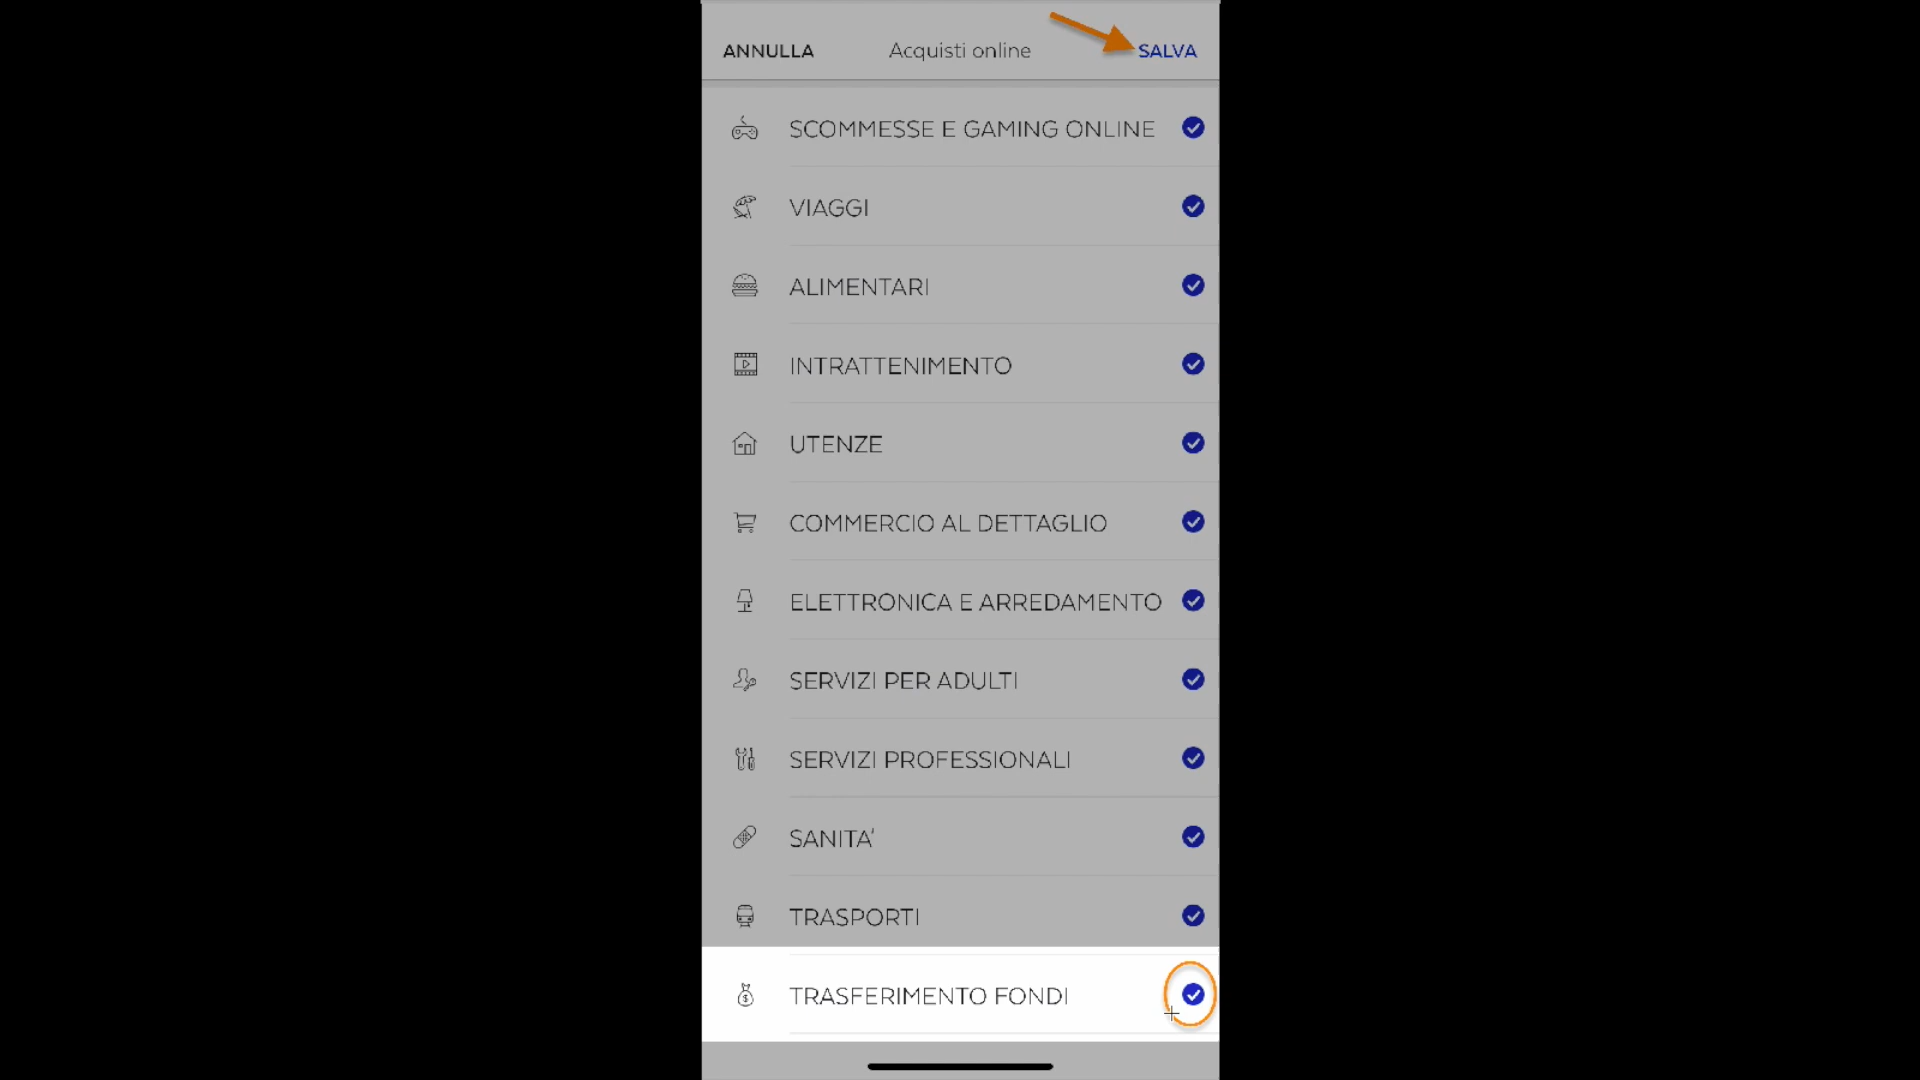 ANNULLA Acquisti online SALVA
SCOMMESSE E GAMING ONLINE
VIAGGI
ALIMENTARI
INTRATTENIMENTO
UTENZE
COMMERCIO AL DETTAGLIO
ELETTRONICA E ARREDAMENTO
SERVIZI PER ADULTI
SERVIZI PROFESSIONALI
SANITA'
TRASPORTI
TRASFERIMENTO FONDI